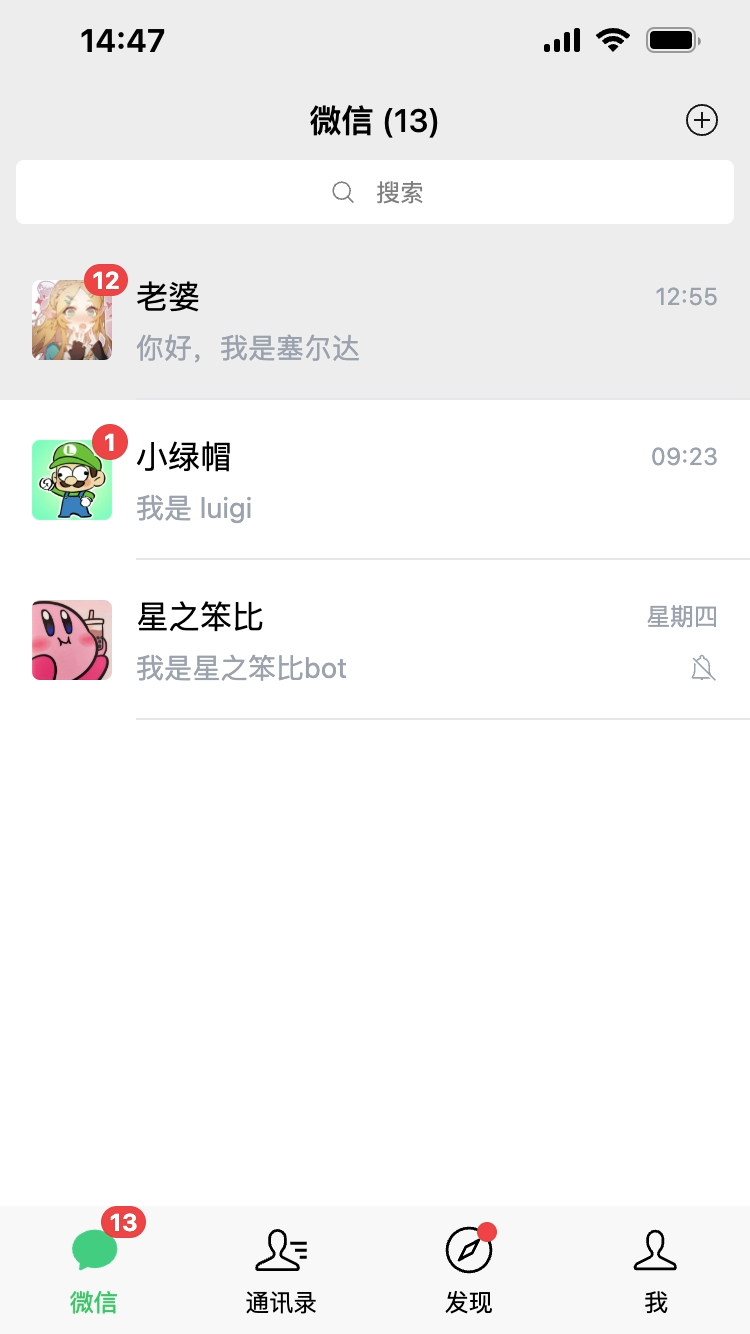 14:47
微信 (13)
搜索
12
老婆
12:55
你好，我是塞尔达
1
L
小绿帽
09:23
我是 luigi
星之笨比
星期四
我是星之笨比bot
13
微信
通讯录
发现
我